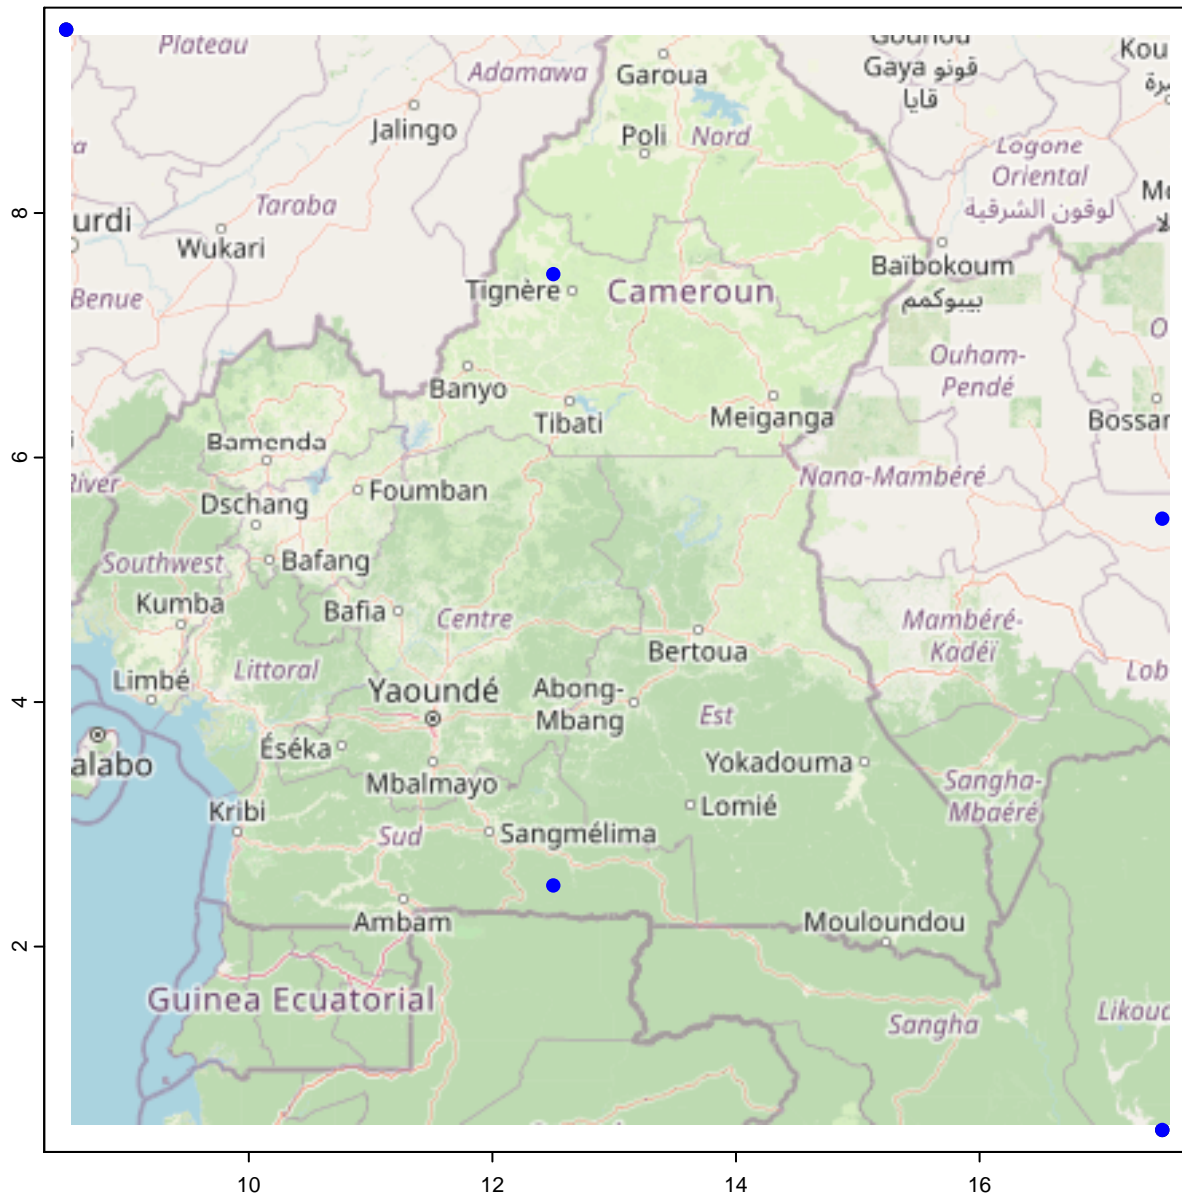 Plateau
Adamawa
Garoua
Gaya قونو
قايا
Kou
Jalingo
Poli
Nord
Logone
Oriental
لوقون الشرقية
Taraba
urdi
Wukari
8
Benue
Tignère
Cameroun
Baïbokoum
بيبوكمم
Ouham-
Pendé
O
Banyo
Tibati
Meiganga
Bossar
Bamenda
6
River
Foumban
Nana-Mambéré
Dschang
Southwest
Bafang
Kumba
Bafia
Centre
Mambéré-
Kadéï
Bertoua
Littoral
Limbé
Lob
4
Yaoundé
Abong-
Mbang
Est
Éséka
alabo
Mbalmayo
Yokadouma
Sangha-
Mbaéré
Kribi
Lomié
Sud
Sangmélima
Ambam
Mouloundou
2
Guinea Ecuatorial
Sangha
Likoua
10
12
14
16